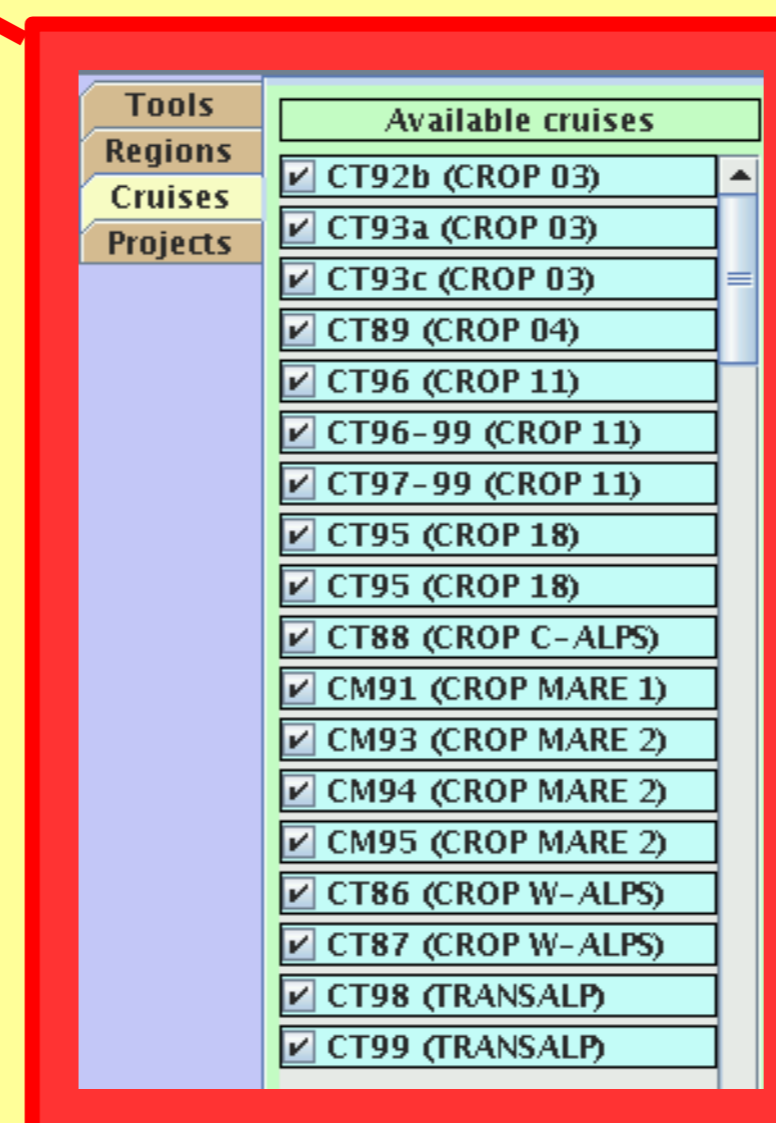 Tools
Regions
Cruises
Projects
Available cruises
CT92b (CROP 03)
CT93a (CROP 03)
CT93c (CROP 03)
CT89 (CROP 04)
CT96 (CROP 11)
CT96-99 (CROP 11)
CT97-99 (CROP 11)
CT95 (CROP 18)
CT95 (CROP 18)
CT88 (CROP C-ALPS)
CM91 (CROP MARE 1)
CM93 (CROP MARE 2)
CM94 (CROP MARE 2)
CM95 (CROP MARE 2)
CT86 (CROP W-ALPS)
CT87 (CROP W-ALPS)
CT98 (TRANSALP)
CT99 (TRANSALP)